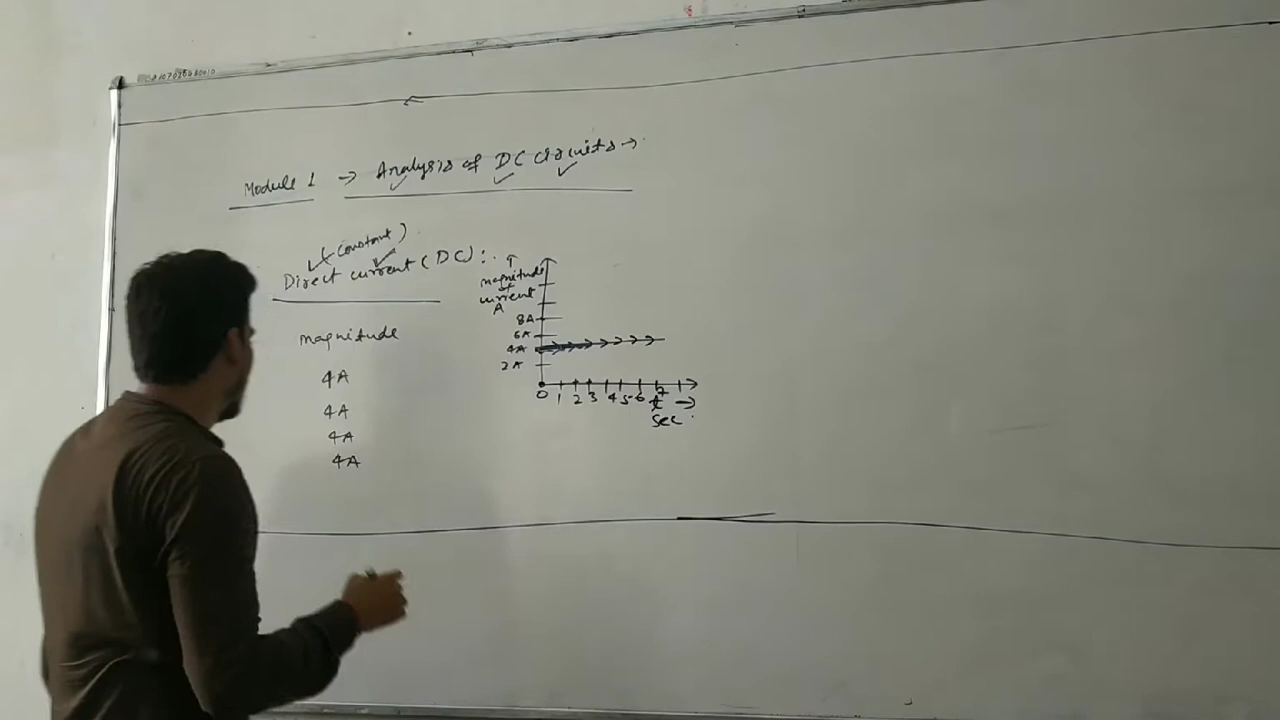 Module 1 → Analysis of DC circuits →
(constant)
Direct current (DC) :.
magnitude
4A
4A
4A
4A
↑
magnitude
of
current
A
8A
6A
4A
2A
0 1 2 3 4 5 6 7
t →
sec.